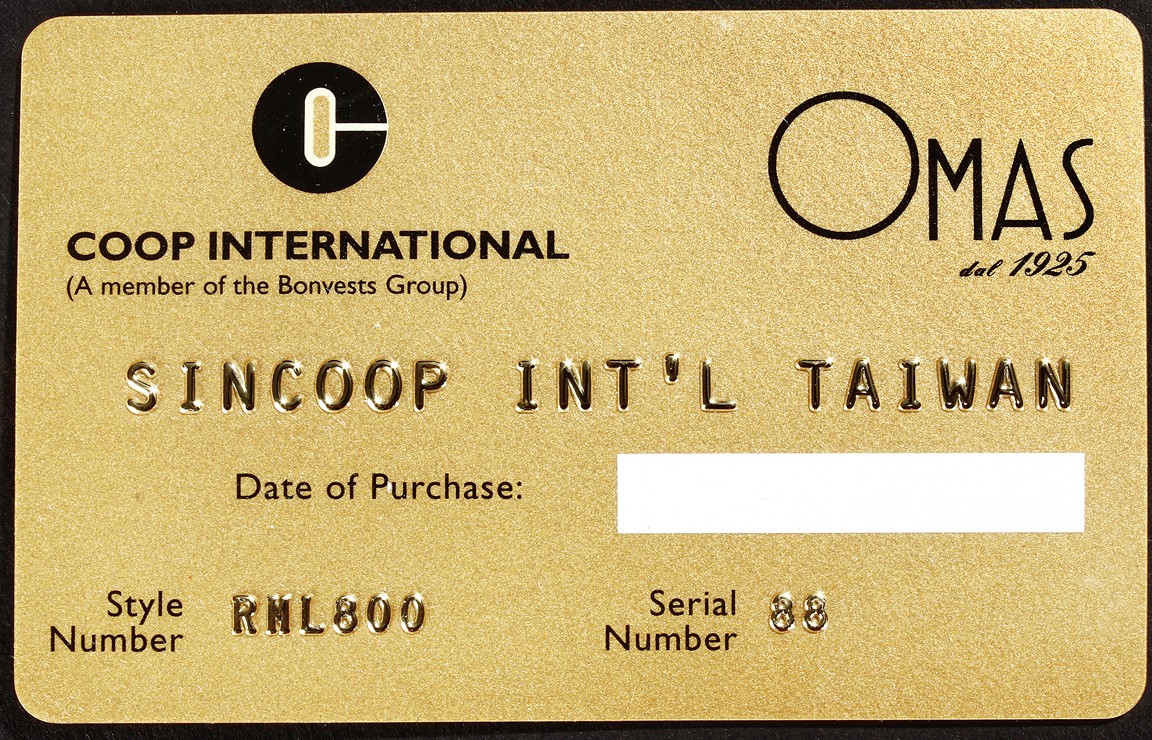 COOP INTERNATIONAL
(A member of the Bonvests Group)
OMAS
dal 1925
SINCOOP INT'L TAIWAN
Date of Purchase:
Style Number RML800
Serial Number 88